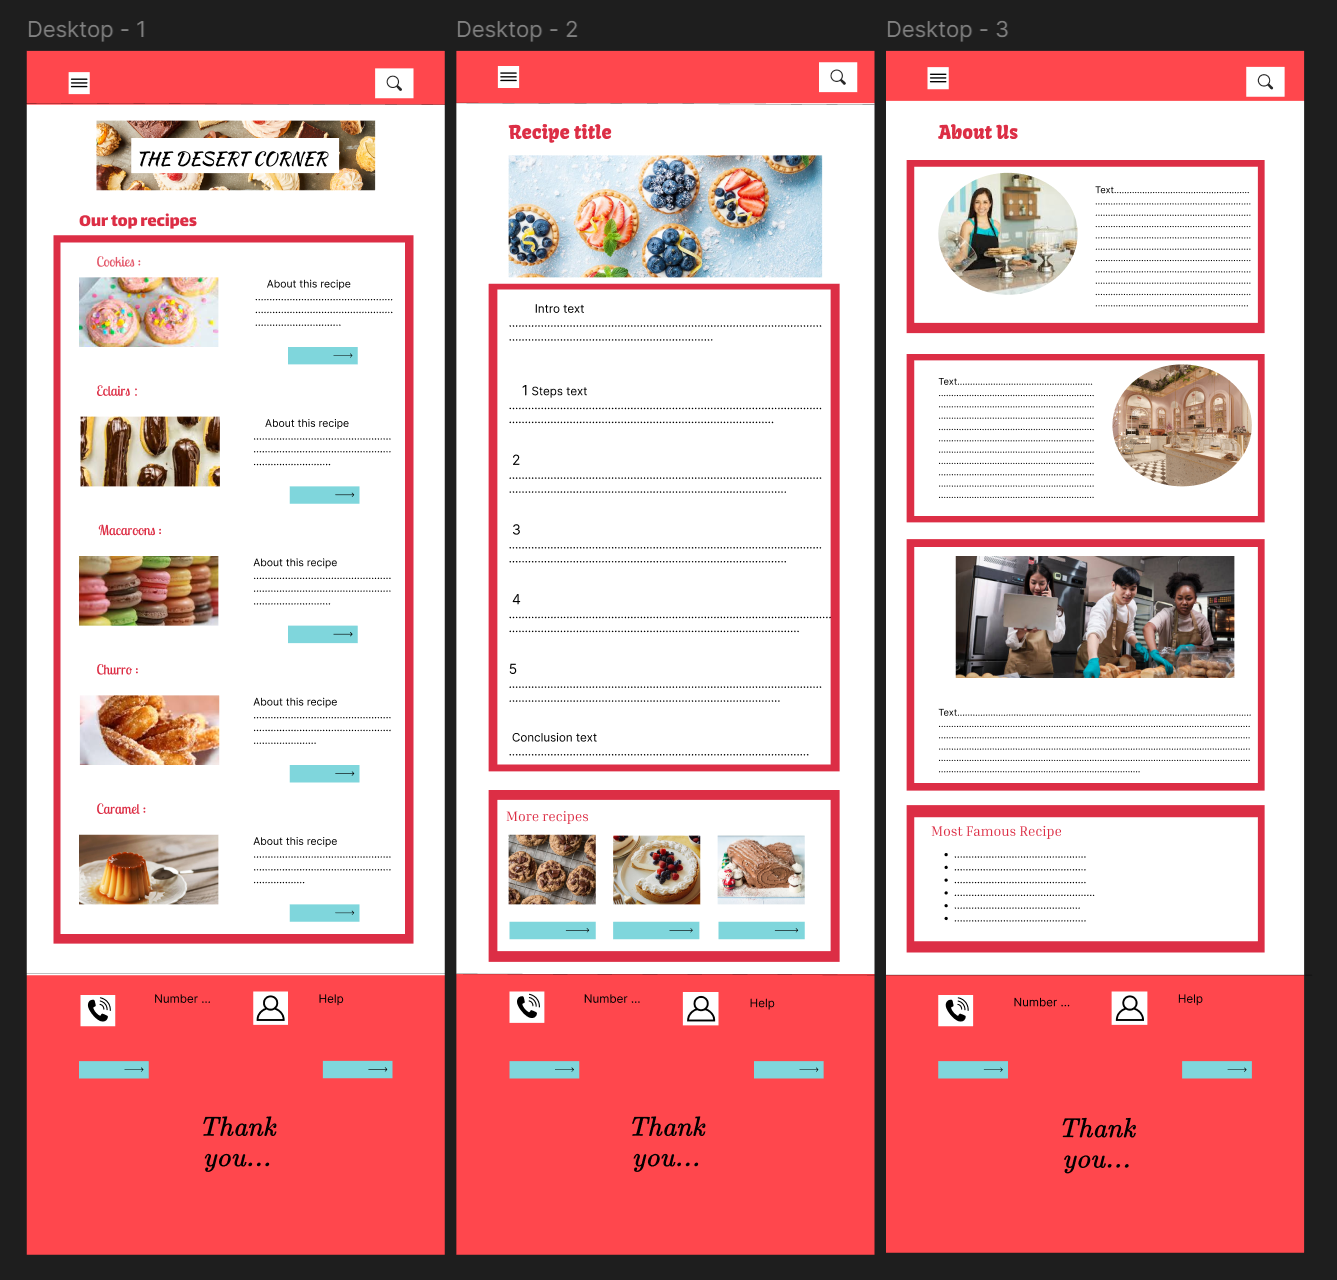 Desktop - 1
THE DESERT CORNER
Our top recipes
Cookies :
About this recipe
Eclairs :
About this recipe
Macaroons :
About this recipe
Churro :
About this recipe
Caramel :
About this recipe
Number ...
Help
Thank
you...
Desktop - 2
Recipe title
Intro text
1 Steps text
2
3
4
5
Conclusion text
More recipes
Number ...
Help
Thank
you...
Desktop - 3
About Us
Text
Text
Text
Most Famous Recipe
Number ...
Help
Thank
you...